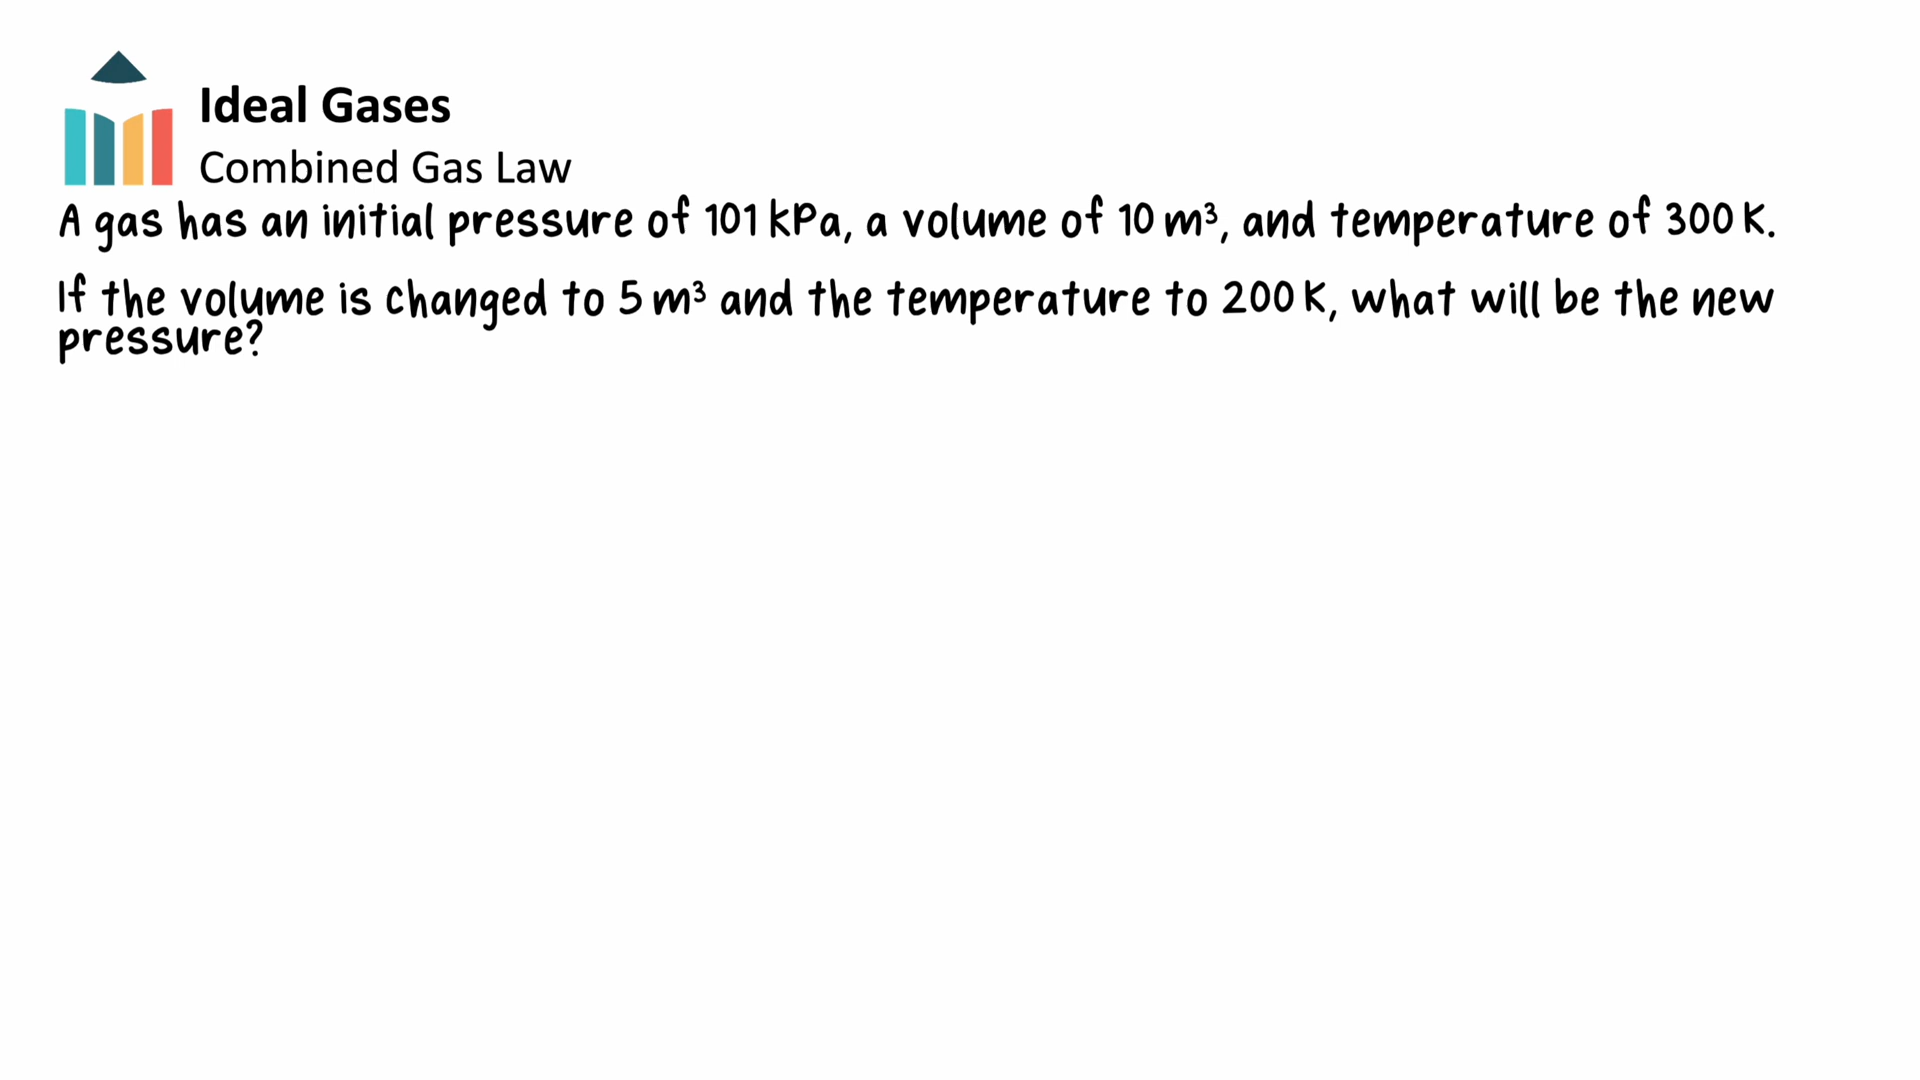 Ideal Gases
Combined Gas Law
A gas has an initial pressure of 101 kPa, a volume of 10 m³, and temperature of 300 K.
If the volume is changed to 5 m³ and the temperature to 200 K, what will be the new
pressure?